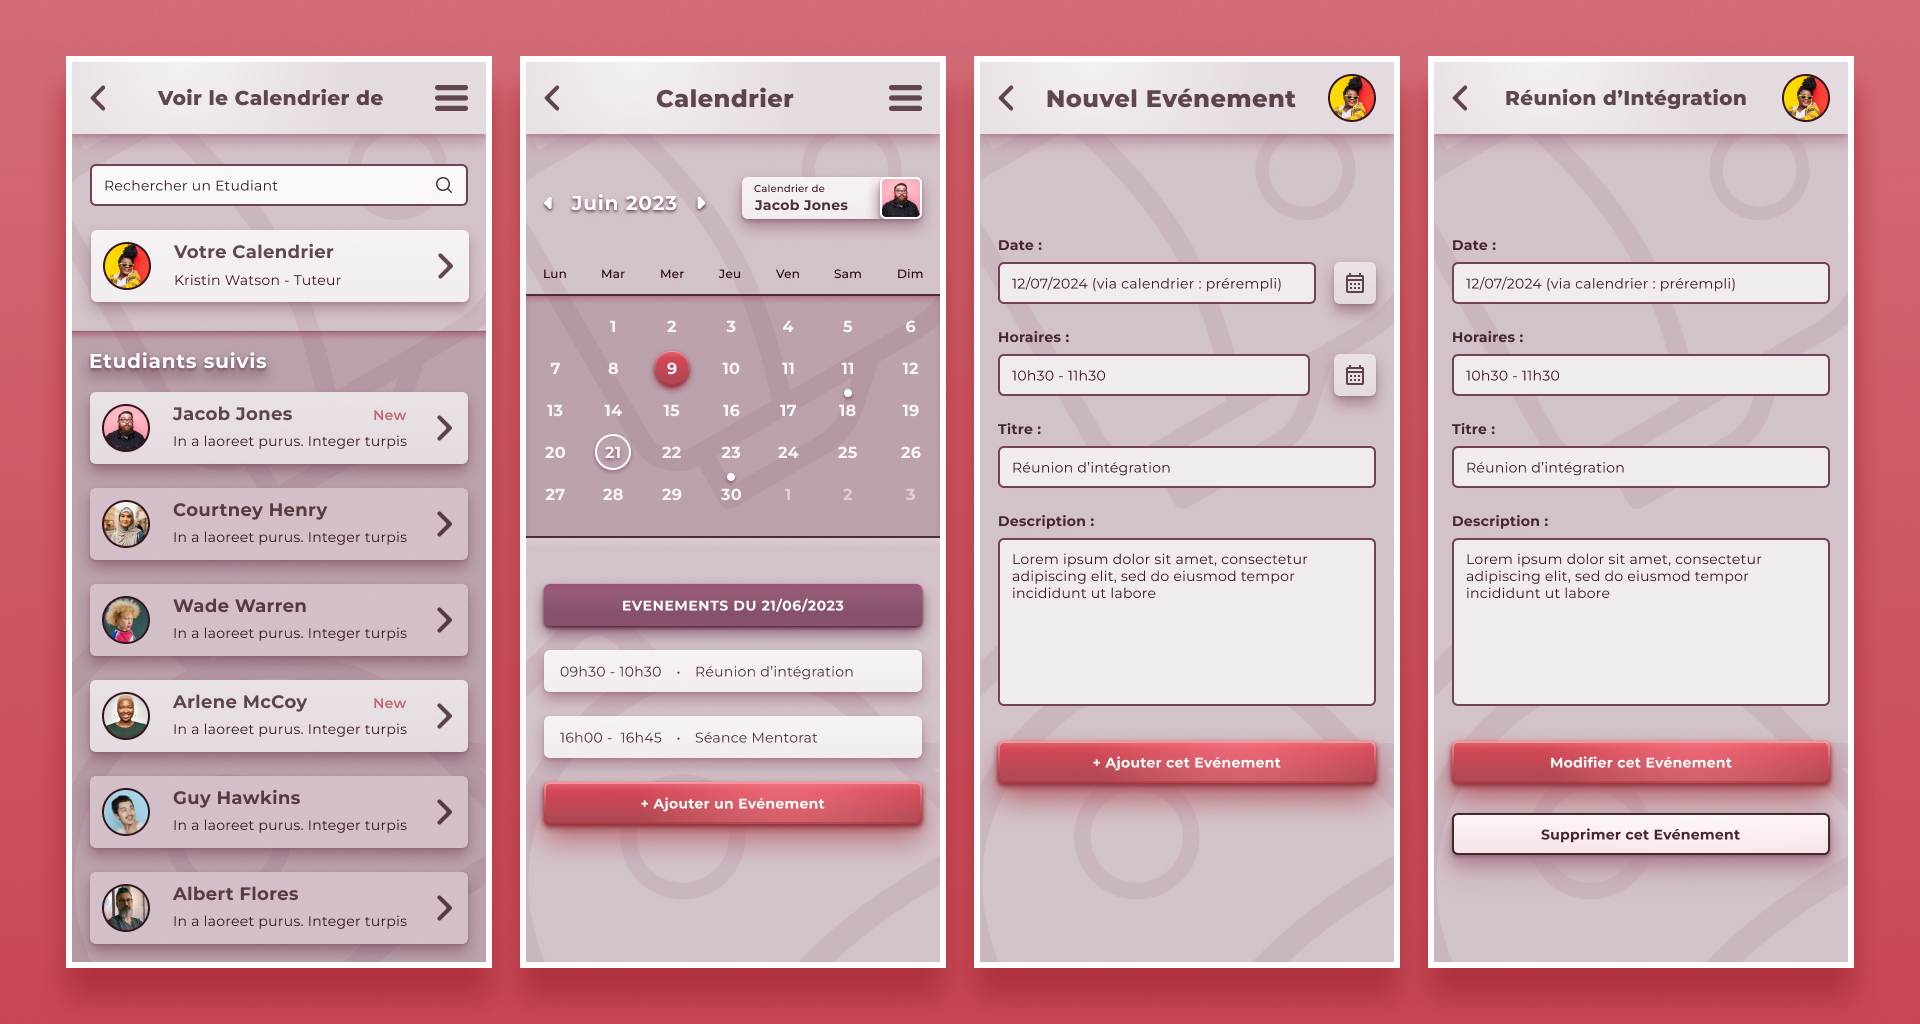 Voir le Calendrier de
Rechercher un Etudiant
Votre Calendrier
Kristin Watson - Tuteur
Etudiants suivis
Jacob Jones New
In a laoreet purus. Integer turpis
Courtney Henry
In a laoreet purus. Integer turpis
Wade Warren
In a laoreet purus. Integer turpis
Arlene McCoy New
In a laoreet purus. Integer turpis
Guy Hawkins
In a laoreet purus. Integer turpis
Albert Flores
In a laoreet purus. Integer turpis
Calendrier
Juin 2023
Calendrier de
Jacob Jones
Lun Mar Mer Jeu Ven Sam Dim
1 2 3 4 5 6
7 8 9 10 11 11 12
13 14 15 16 17 18 19
20 21 22 23 24 25 26
27 28 29 30 1 2 3
EVENEMENTS DU 21/06/2023
09h30 - 10h30 • Réunion d’intégration
16h00 - 16h45 • Séance Mentorat
+ Ajouter un Evénement
Nouvel Evénement
Date :
12/07/2024 (via calendrier : prérempli)
Horaires :
10h30 - 11h30
Titre :
Réunion d’intégration
Description :
Lorem ipsum dolor sit amet, consectetur
adipiscing elit, sed do eiusmod tempor
incididunt ut labore
+ Ajouter cet Evénement
Réunion d’Intégration
Date :
12/07/2024 (via calendrier : prérempli)
Horaires :
10h30 - 11h30
Titre :
Réunion d’intégration
Description :
Lorem ipsum dolor sit amet, consectetur
adipiscing elit, sed do eiusmod tempor
incididunt ut labore
Modifier cet Evénement
Supprimer cet Evénement